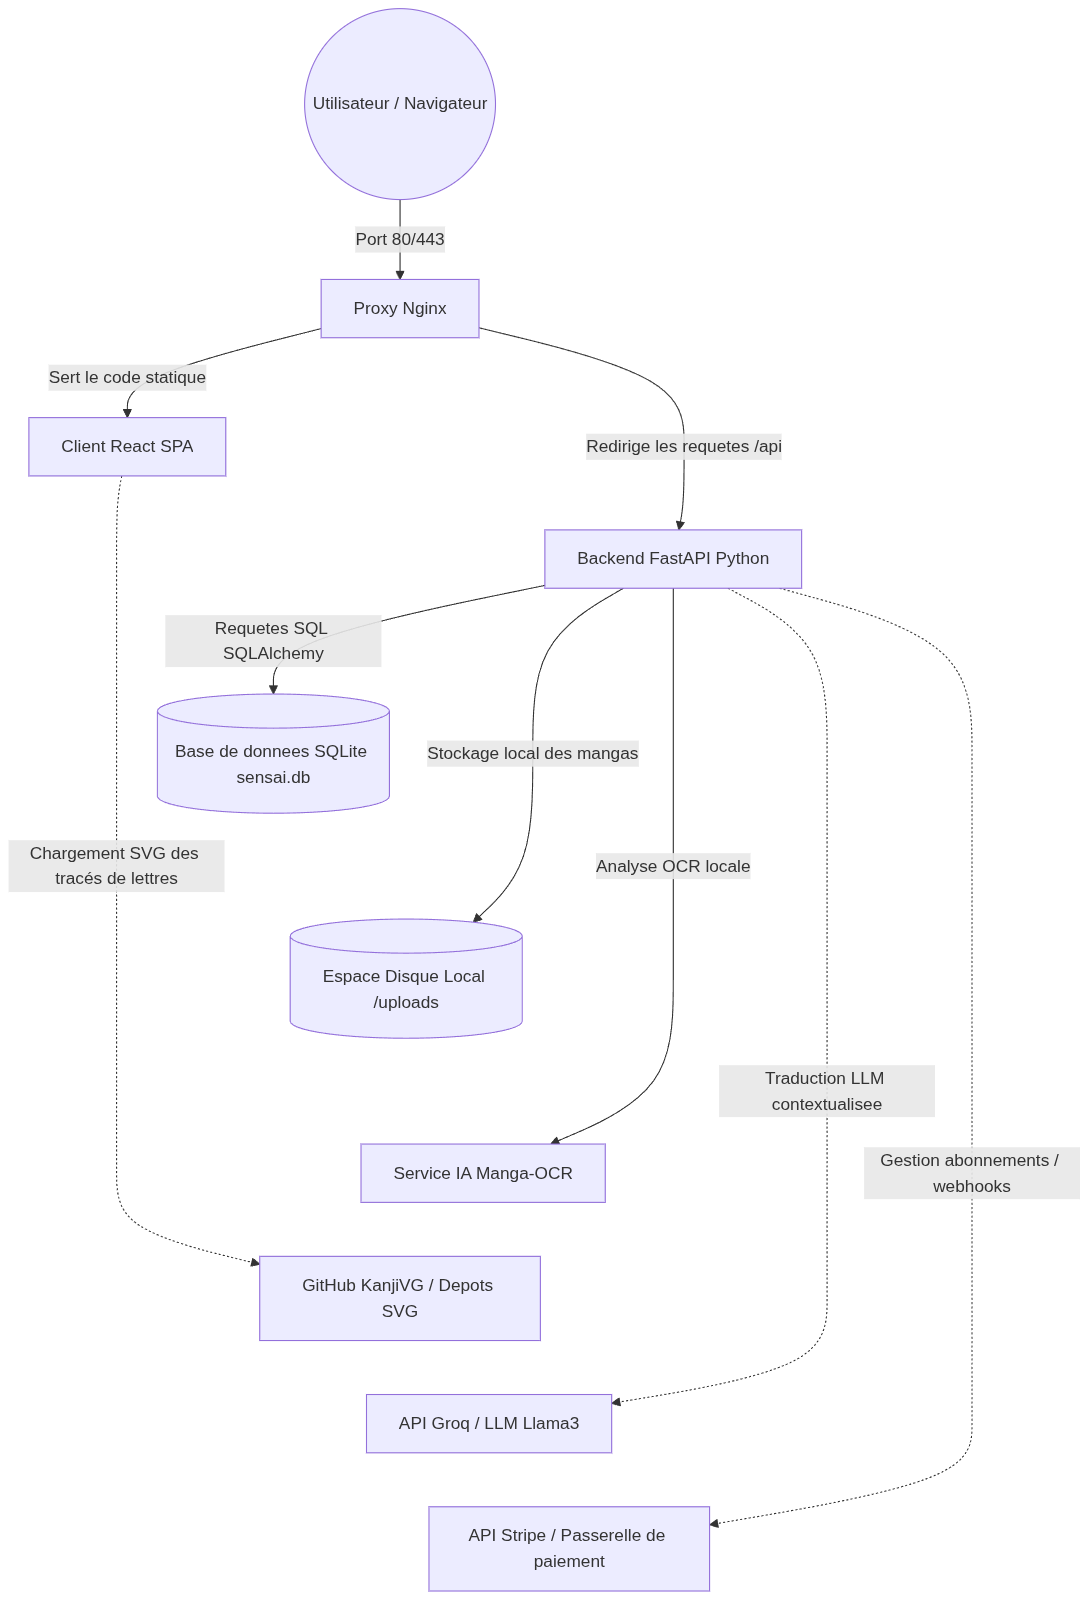 Utilisateur / Navigateur
Port 80/443
Proxy Nginx
Sert le code statique
Client React SPA
Redirige les requetes /api
Backend FastAPI Python
Requetes SQL
SQLAlchemy
Base de donnees SQLite
sensai.db
Stockage local des mangas
Chargement SVG des
tracés de lettres
Analyse OCR locale
Espace Disque Local
/uploads
Traduction LLM
contextualisee
Gestion abonnements /
webhooks
Service IA Manga-OCR
GitHub KanjiVG / Depots
SVG
API Groq / LLM Llama3
API Stripe / Passerelle de
paiement